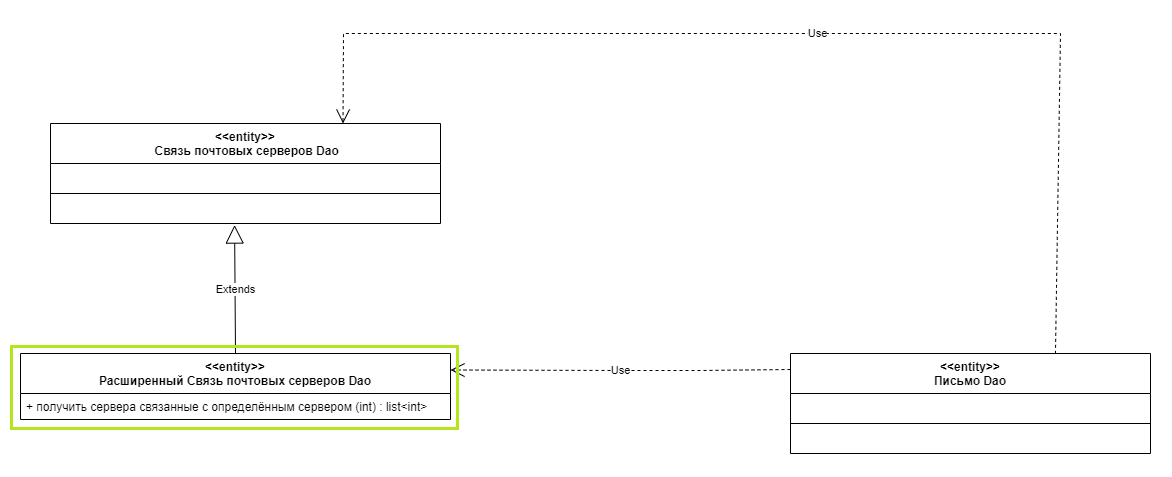 Use
<<entity>>
Связь почтовых серверов Dao
Extends
<<entity>>
Расширенный Связь почтовых серверов Dao
+ получить сервера связанные с определённым сервером (int) : list<int>
Use
<<entity>>
Письмо Dao